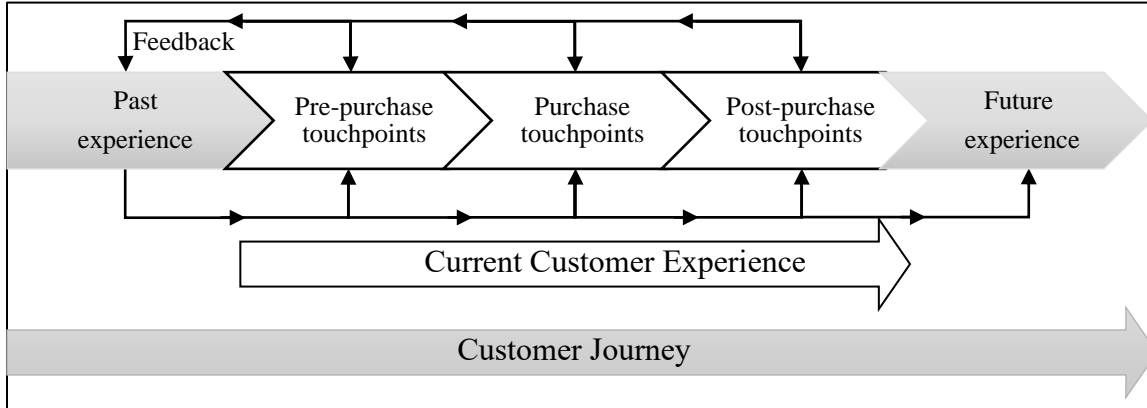 Feedback
Past
experience
Pre-purchase
touchpoints
Purchase
touchpoints
Post-purchase
touchpoints
Future
experience
Current Customer Experience
Customer Journey